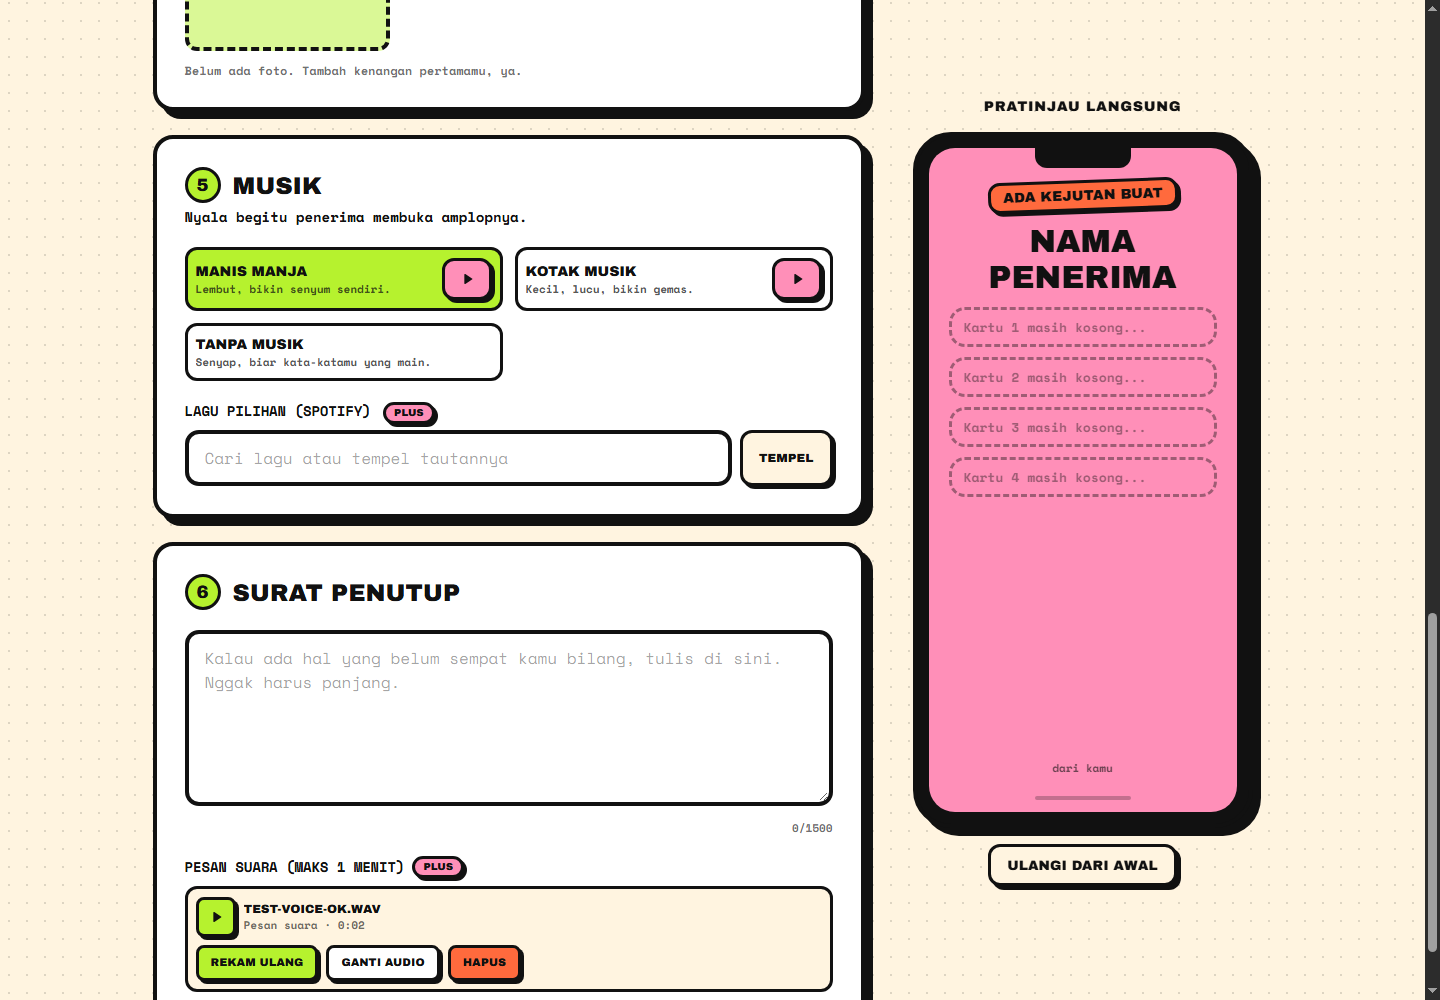 Belum ada foto. Tambah kenangan pertamamu, ya.
5 MUSIK
Nyala begitu penerima membuka amplopnya.
MANIS MANJA
Lembut, bikin senyum sendiri.
KOTAK MUSIK
Kecil, lucu, bikin gemas.
TANPA MUSIK
Senyap, biar kata-katamu yang main.
LAGU PILIHAN (SPOTIFY) PLUS
Cari lagu atau tempel tautannya
TEMPEL
6 SURAT PENUTUP
Kalau ada hal yang belum sempat kamu bilang, tulis di sini.
Nggak harus panjang.
0/1500
PESAN SUARA (MAKS 1 MENIT) PLUS
TEST-VOICE-OK.WAV
Pesan suara · 0:02
REKAM ULANG GANTI AUDIO HAPUS
PRATINJAU LANGSUNG
ADA KEJUTAN BUAT
NAMA
PENERIMA
Kartu 1 masih kosong...
Kartu 2 masih kosong...
Kartu 3 masih kosong...
Kartu 4 masih kosong...
dari kamu
ULANGI DARI AWAL